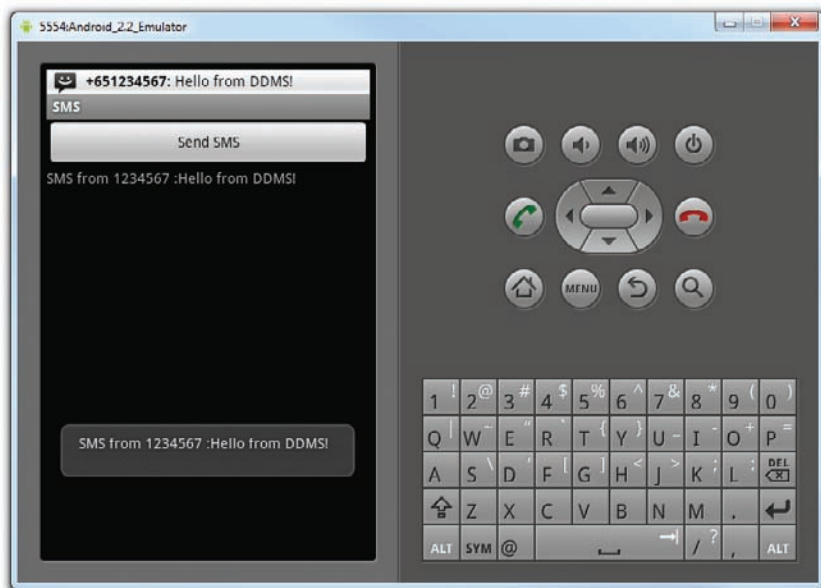 5554:Android_2.2_Emulator
+651234567: Hello from DDMS!
SMS
Send SMS
SMS from 1234567 :Hello from DDMS!
SMS from 1234567 :Hello from DDMS!
MENU
1 ! 2 @ 3 # 4 $ 5 % 6 ^ 7 & 8 * 9 ( 0 )
Q | W ~ E " R ` T { Y } U _ I - O + P =
A S \ D ' F [ G ] H < J > K ; L : DEL
Z X C V B N M .
ALT SYM @ / ? , ALT